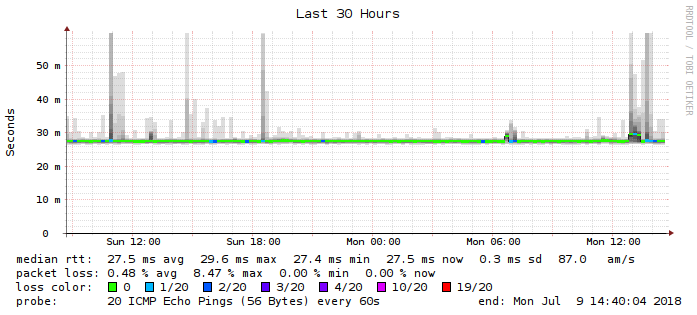 Last 30 Hours
RRDTOOL / TOBI OETIKER
Seconds
50 m
40 m
30 m
20 m
10 m
0
Sun 12:00 Sun 18:00 Mon 00:00 Mon 06:00 Mon 12:00
median rtt: 27.5 ms avg 29.6 ms max 27.4 ms min 27.5 ms now 0.3 ms sd 87.0 am/s
packet loss: 0.48 % avg 8.47 % max 0.00 % min 0.00 % now
loss color: 0 1/20 2/20 3/20 4/20 10/20 19/20
probe: 20 ICMP Echo Pings (56 Bytes) every 60s end: Mon Jul 9 14:40:04 2018